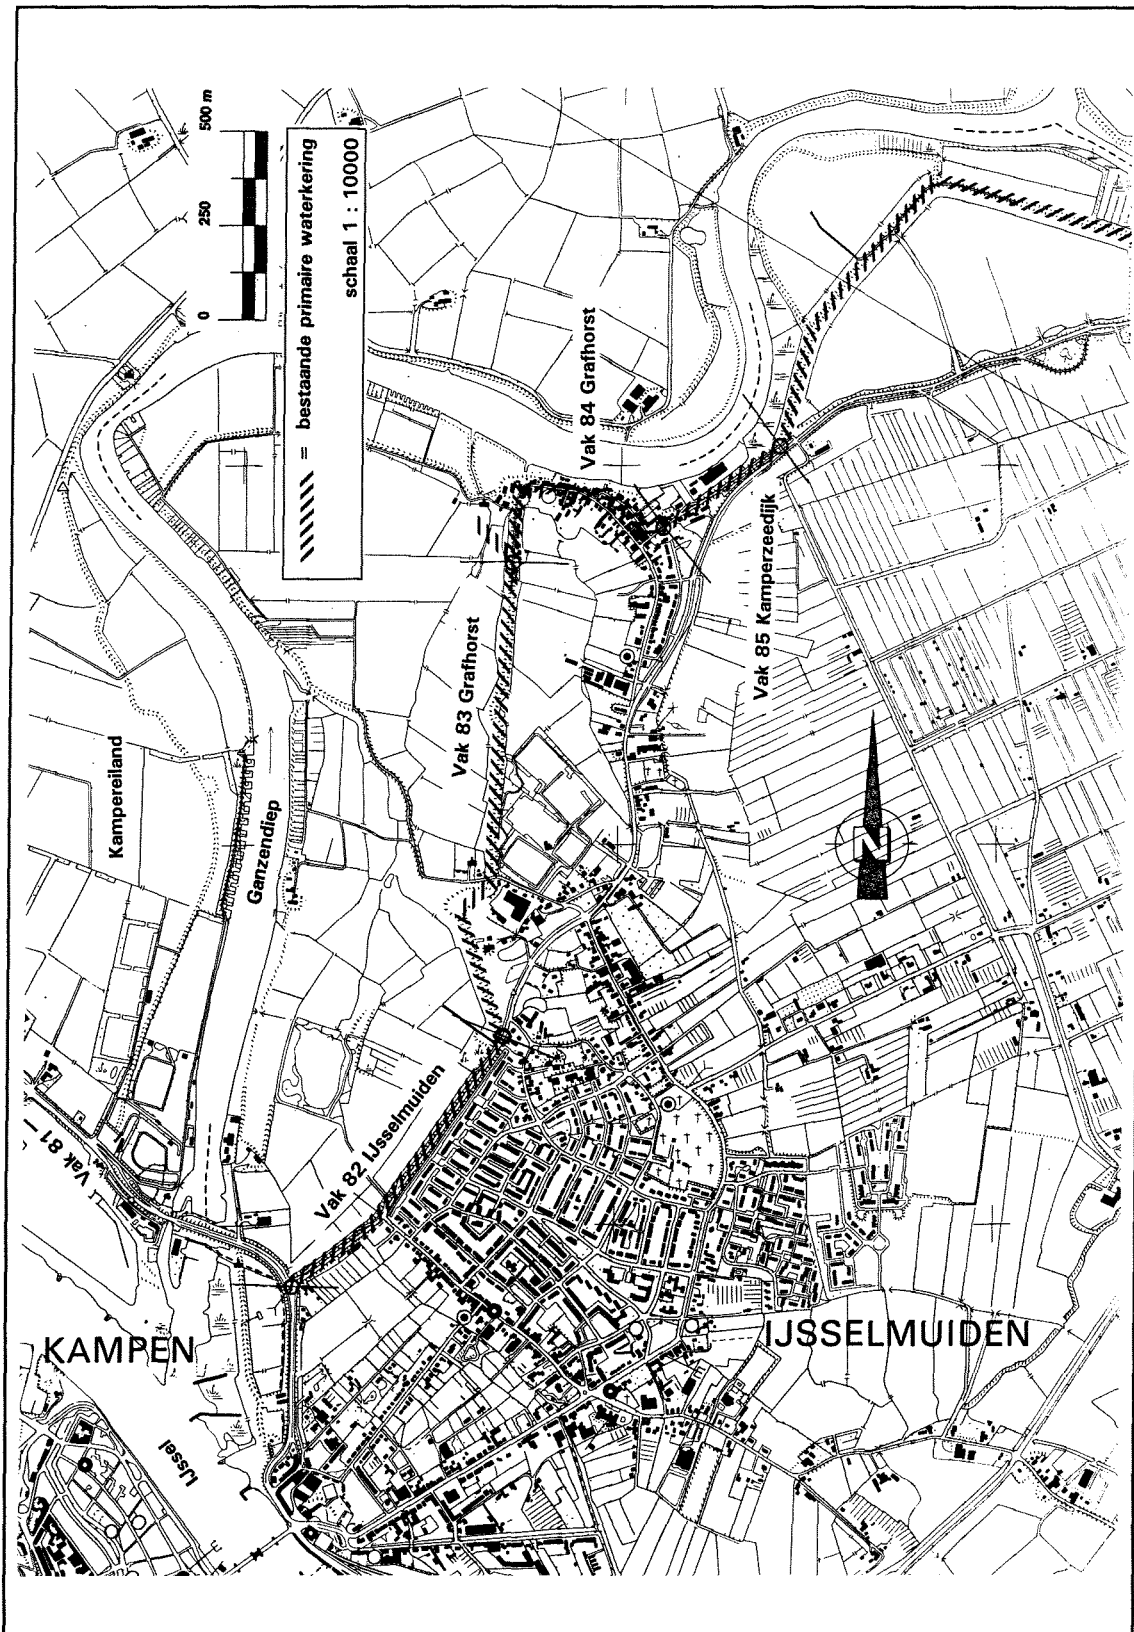 0 250 500 m
= bestaande primaire waterkering
schaal 1 : 10000
Kampereiland
Ganzendiep
Vak 81
Vak 82 IJsselmuiden
Vak 83 Grafhorst
Vak 84 Grafhorst
Vak 85 Kamperzeedijk
N
KAMPEN
IJSSELMUIDEN
IJssel